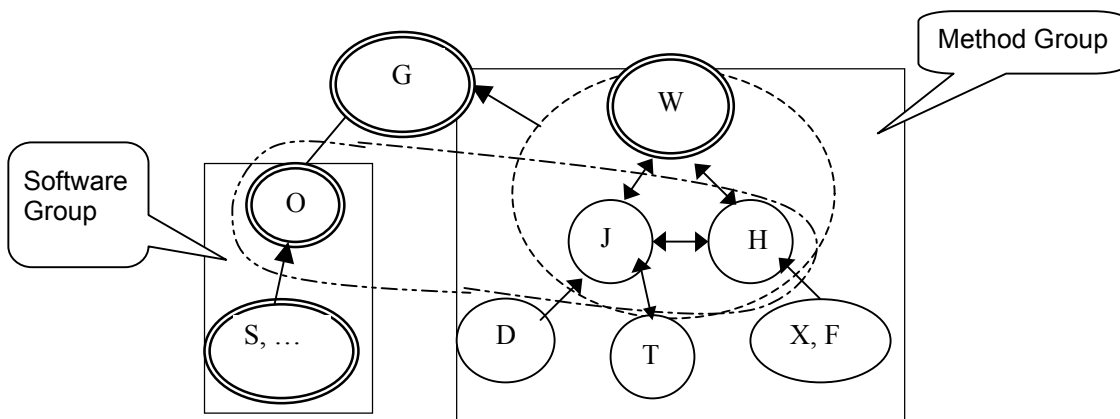 Method Group
G
W
Software
Group
O
J
H
S, ...
D
T
X, F